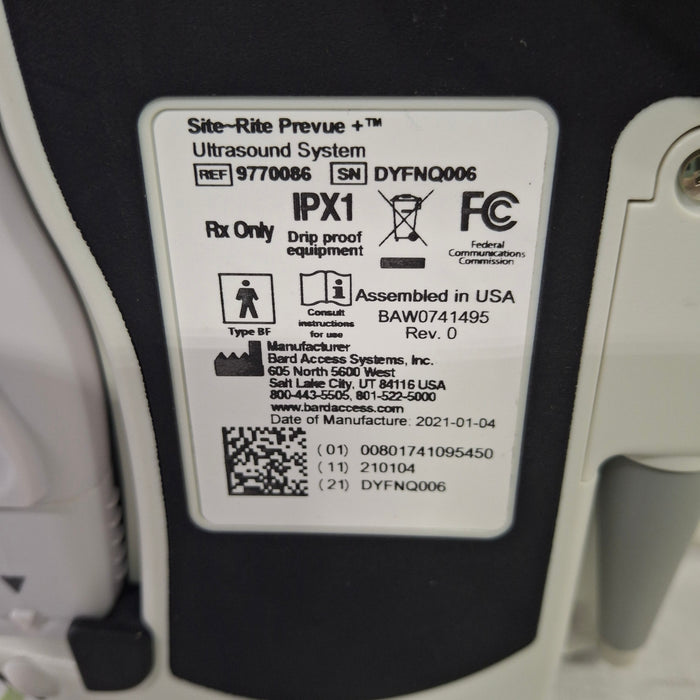 Site~Rite Prevue +™
Ultrasound System
REF 9770086 SN DYFNQ006
Rx Only
IPX1
Drip proof
equipment
FC
Federal
Communications
Commission
Type BF
i
Consult
instructions
for use
Assembled in USA
BAW0741495
Rev. 0
Manufacturer
Bard Access Systems, Inc.
605 North 5600 West
Salt Lake City, UT 84116 USA
800-443-5505, 801-522-5000
www.bardaccess.com
Date of Manufacture: 2021-01-04
(01) 00801741095450
(11) 210104
(21) DYFNQ006